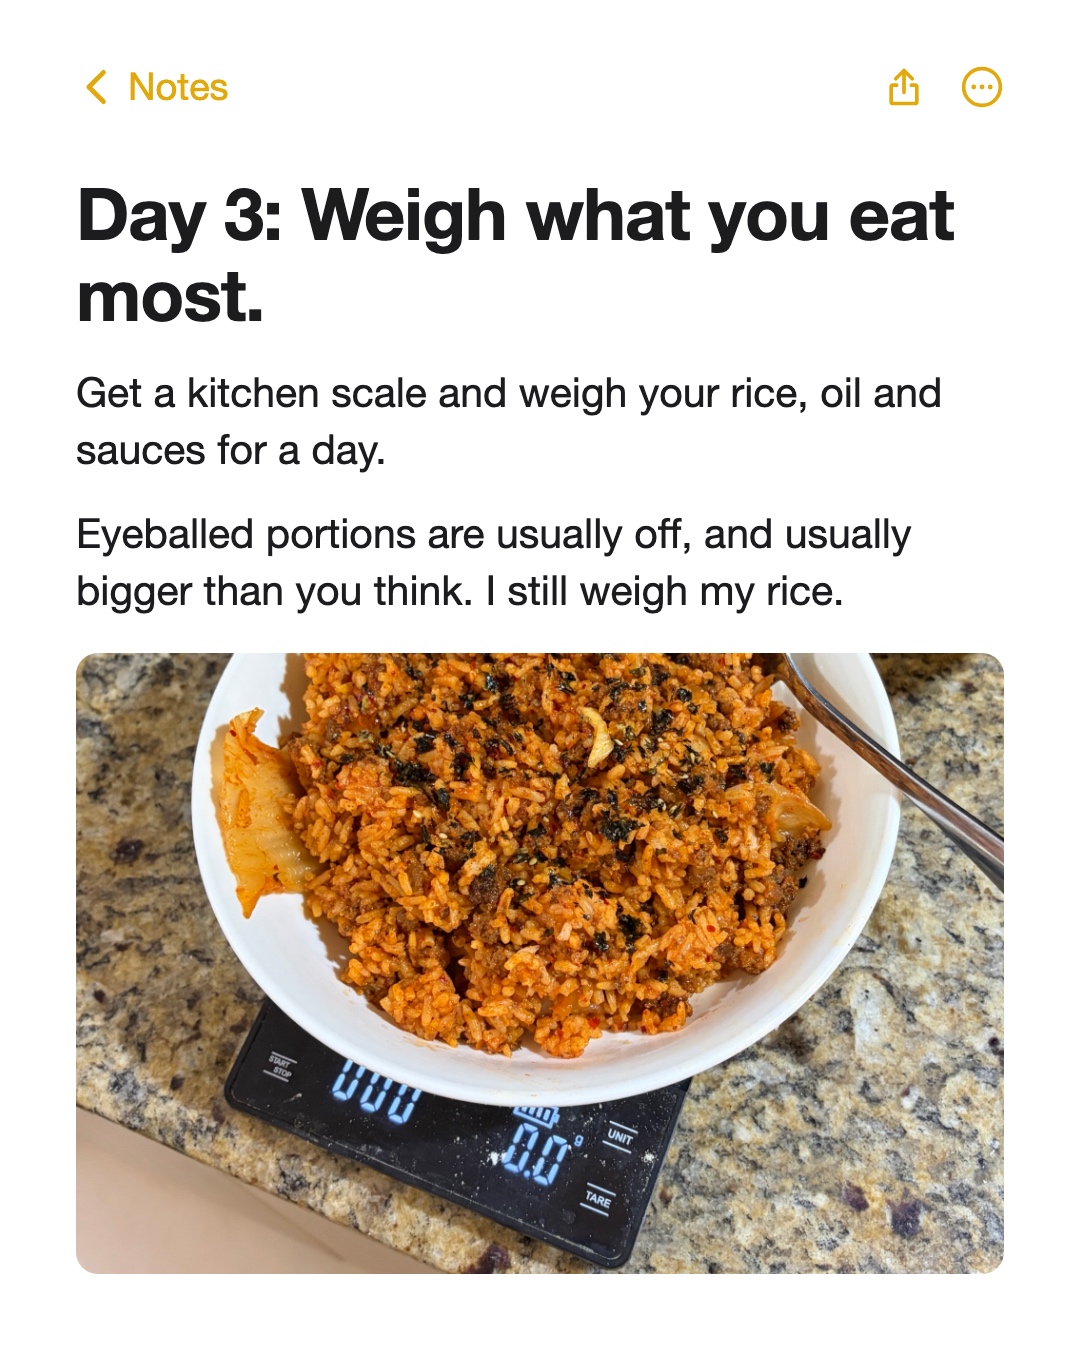 Notes
Day 3: Weigh what you eat
most.
Get a kitchen scale and weigh your rice, oil and
sauces for a day.
Eyeballed portions are usually off, and usually
bigger than you think. I still weigh my rice.
START
STOP
000
0.0 g
UNIT
TARE